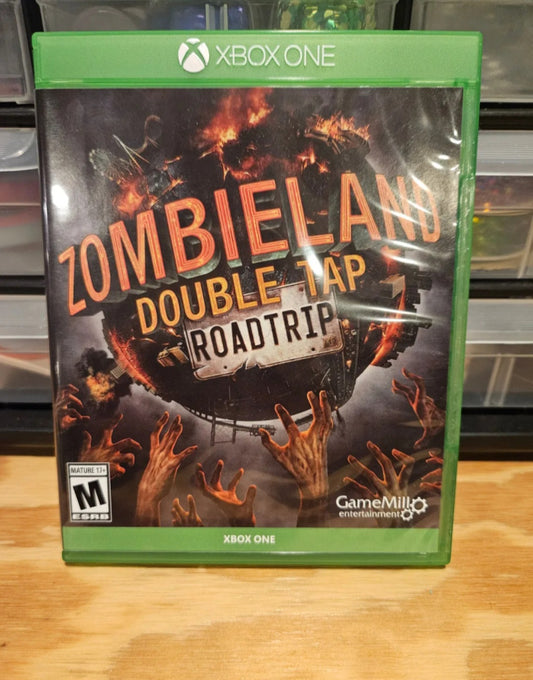 XBOX ONE
ZOMBIELAND
DOUBLE TAP
ROADTRIP
MATURE 17+
M
ESRB
GameMill
entertainment
XBOX ONE